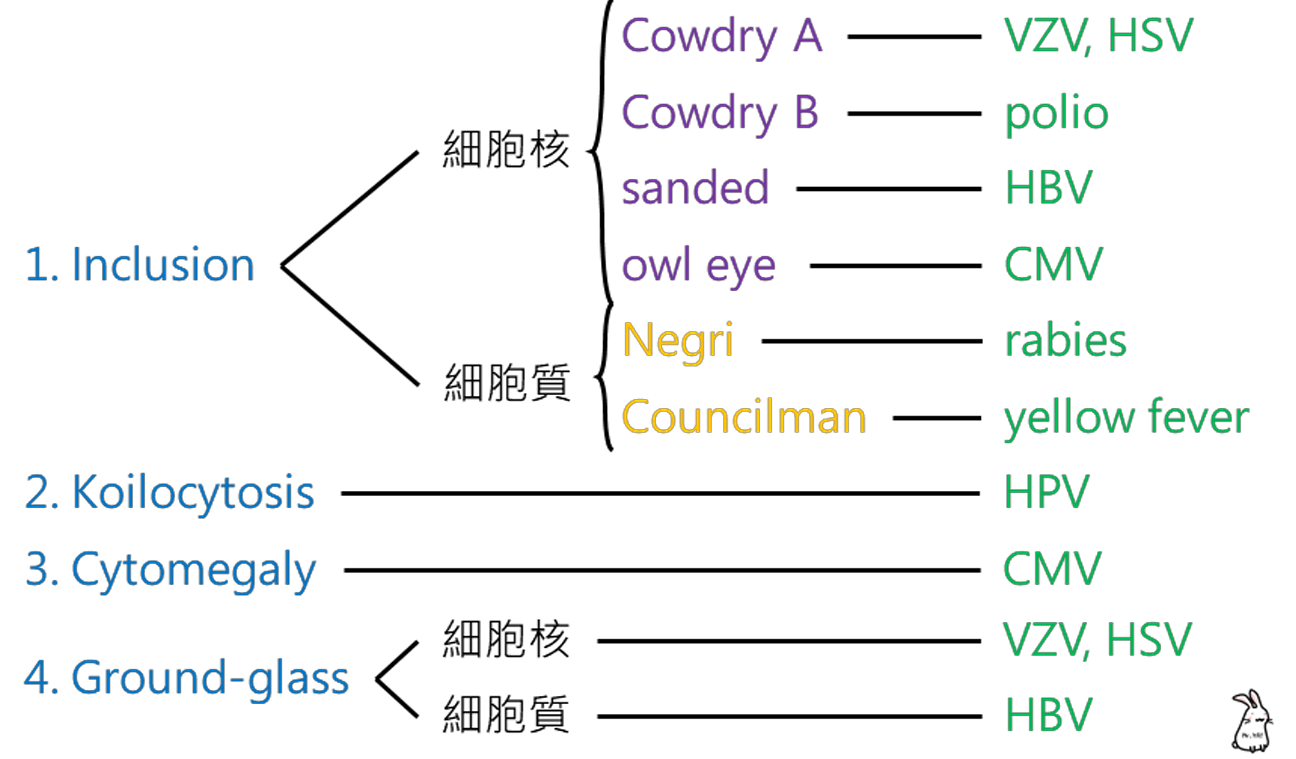 Cowdry A VZV, HSV
Cowdry B polio
細胞核
sanded HBV
1. Inclusion owl eye CMV
Negri rabies
細胞質
Councilman yellow fever
2. Koilocytosis HPV
3. Cytomegaly CMV
細胞核 VZV, HSV
4. Ground-glass
細胞質 HBV